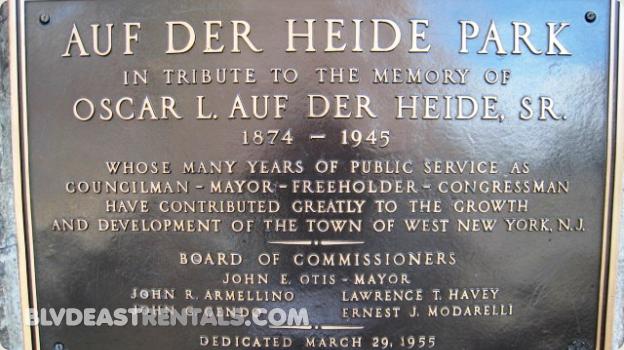 AUF DER HEIDE PARK
IN TRIBUTE TO THE MEMORY OF
OSCAR L. AUF DER HEIDE, SR.
1874 – 1945
WHOSE MANY YEARS OF PUBLIC SERVICE AS
COUNCILMAN – MAYOR – FREEHOLDER – CONGRESSMAN
HAVE CONTRIBUTED GREATLY TO THE GROWTH
AND DEVELOPMENT OF THE TOWN OF WEST NEW YORK, N.J.
BOARD OF COMMISSIONERS
JOHN E. OTIS – MAYOR
JOHN R. ARMELLINO LAWRENCE T. HAVEY
JOHN ERNEST J. MODARELLI
BLVDEASTRENTALS.COM
DEDICATED MARCH 29, 1955